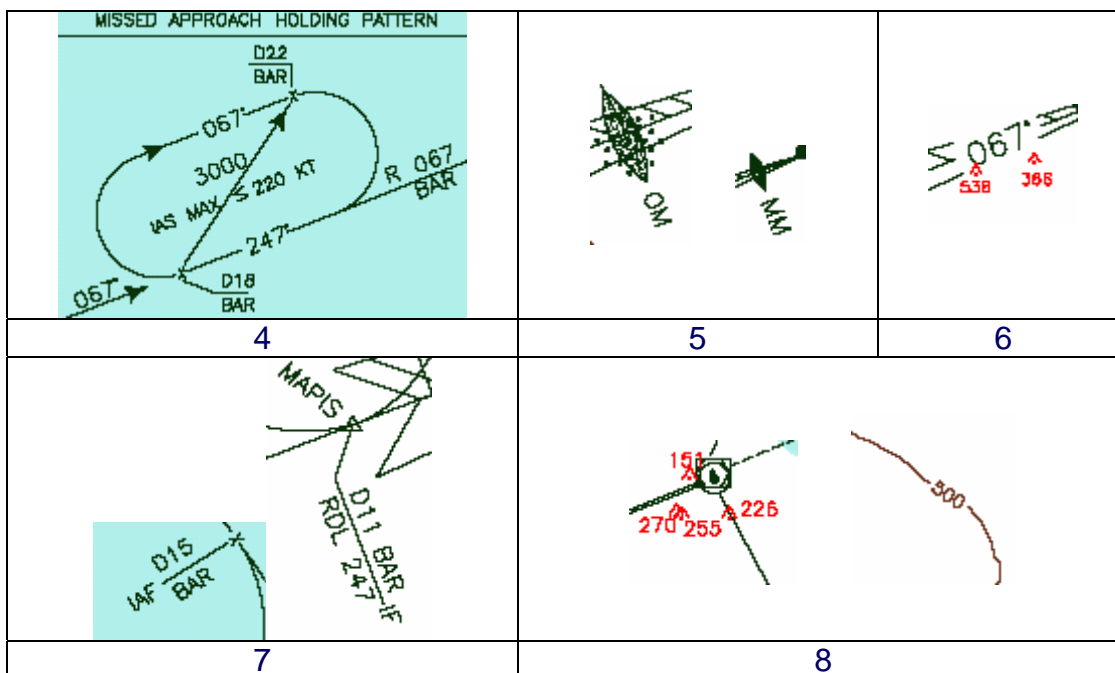 MISSED APPROACH HOLDING PATTERN
D22
BAR
067°
3000
IAS MAX ≤ 220 KT
R 067
BAR
247°
067°
D18
BAR
4
OM
MM
5
067°
538
366
6
MAPIS
D11 BAR
RDL 247
IF
D15
IAF
BAR
7
151
270
255
226
500
8